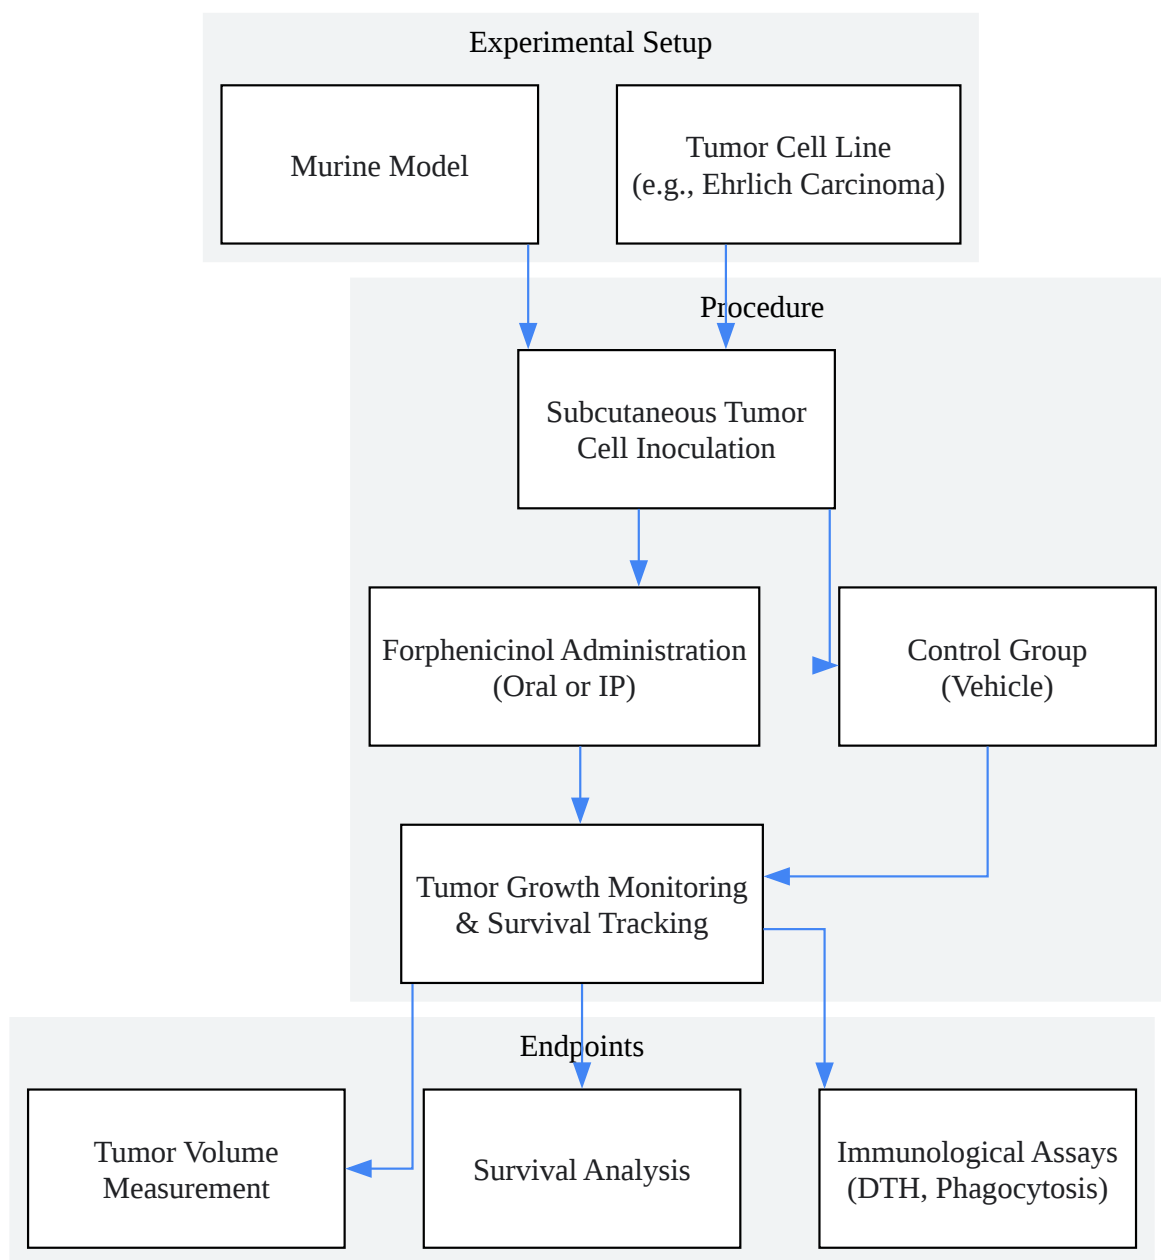 Experimental Setup
Murine Model
Tumor Cell Line
(e.g., Ehrlich Carcinoma)
Procedure
Subcutaneous Tumor
Cell Inoculation
Forphenicinol Administration
(Oral or IP)
Control Group
(Vehicle)
Tumor Growth Monitoring
& Survival Tracking
Endpoints
Tumor Volume
Measurement
Survival Analysis
Immunological Assays
(DTH, Phagocytosis)